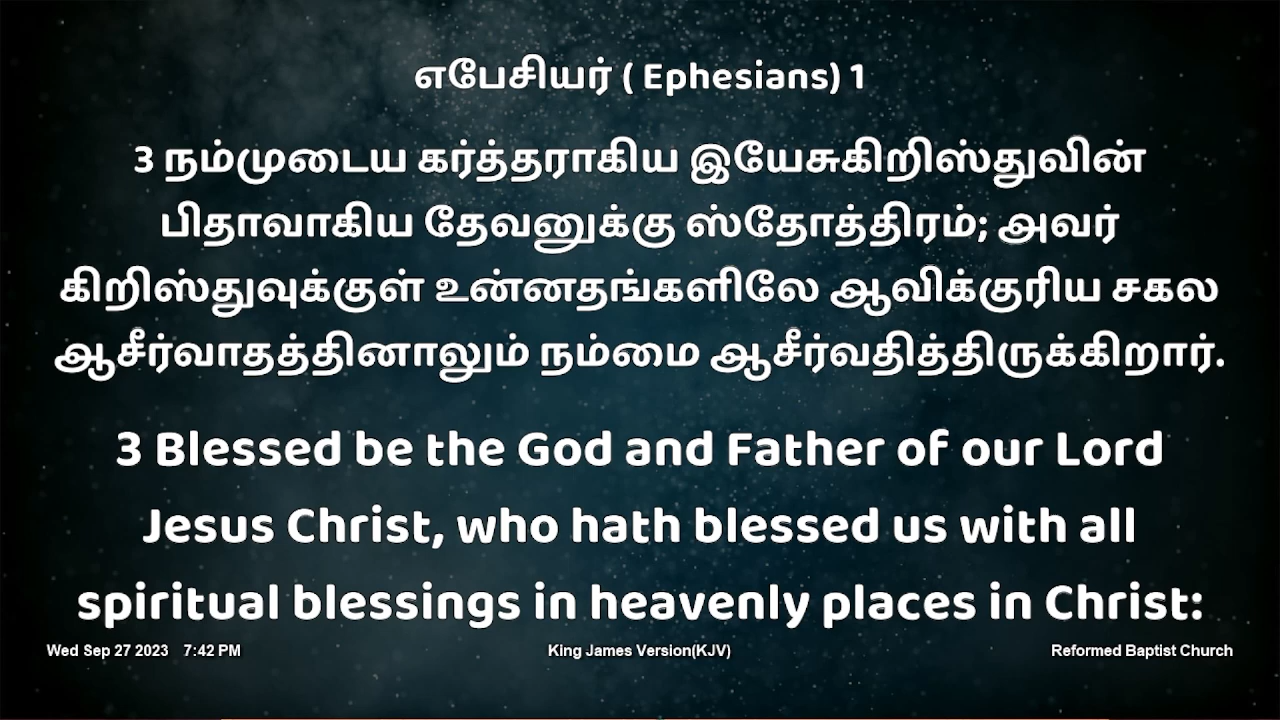 எபேசியர் ( Ephesians) 1
3 நம்முடைய கர்த்தராகிய இயேசுகிறிஸ்துவின்
பிதாவாகிய தேவனுக்கு ஸ்தோத்திரம்; அவர்
கிறிஸ்துவுக்குள் உன்னதங்களிலே ஆவிக்குரிய சகல
ஆசீர்வாதத்தினாலும் நம்மை ஆசீர்வதித்திருக்கிறார்.
3 Blessed be the God and Father of our Lord
Jesus Christ, who hath blessed us with all
spiritual blessings in heavenly places in Christ:
Wed Sep 27 2023 7:42 PM King James Version(KJV) Reformed Baptist Church